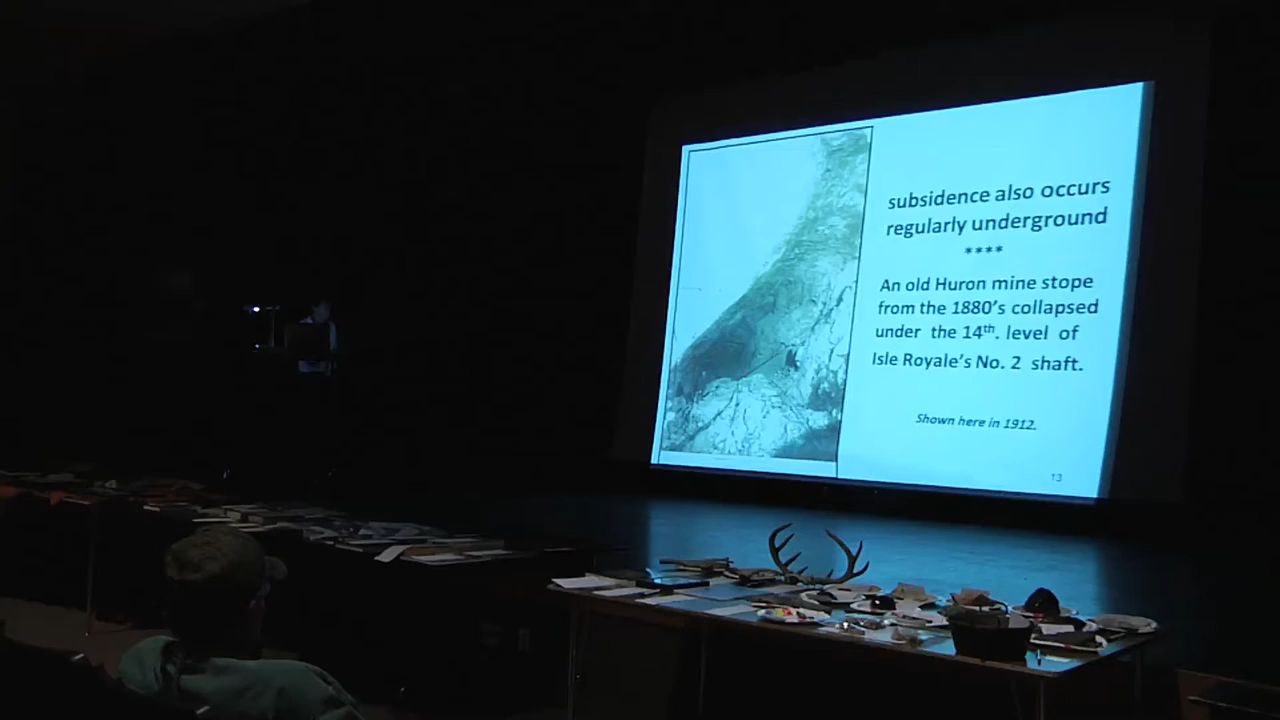 subsidence also occurs
regularly underground
****
An old Huron mine stope
from the 1880's collapsed
under the 14th. level of
Isle Royale's No. 2 shaft.
Shown here in 1912.
13